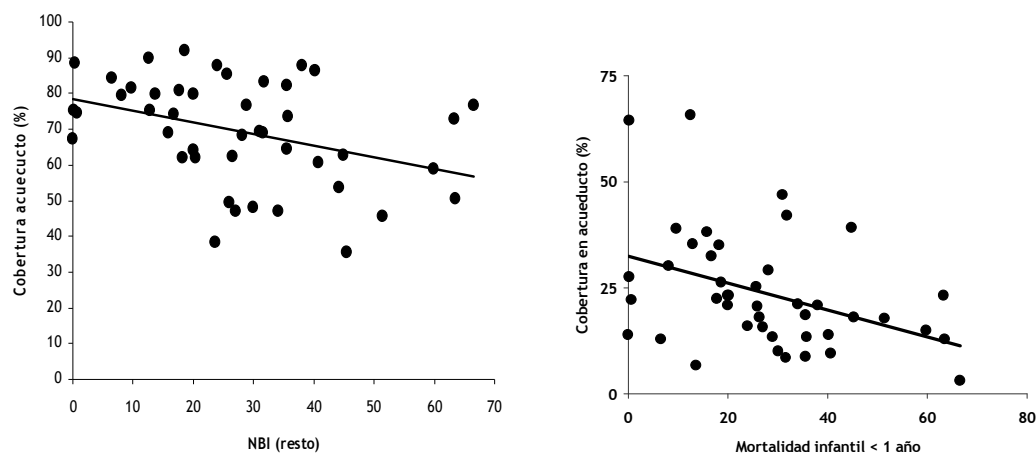 Cobertura acuecucto (%)
100
90
80
70
60
50
40
30
20
10
0
0 10 20 30 40 50 60 70
NBI (resto)
Cobertura en acueducto (%)
75
50
25
0
0 20 40 60 80
Mortalidad infantil < 1 año